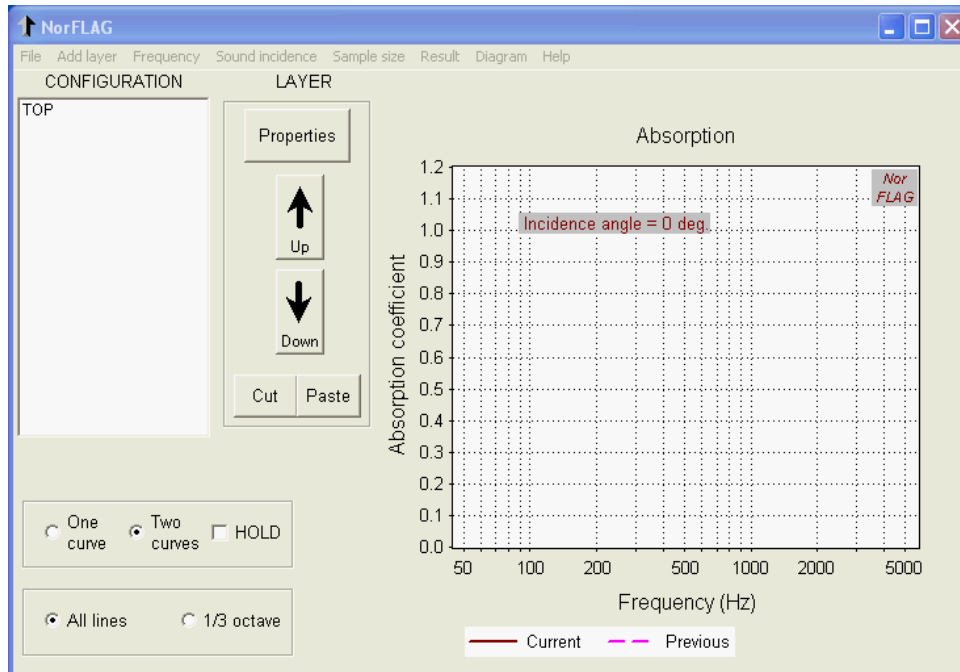 NorFLAG
File Add layer Frequency Sound incidence Sample size Result Diagram Help
CONFIGURATION
TOP
LAYER
Properties
Up
Down
Cut Paste
One
curve
Two
curves
HOLD
All lines
1/3 octave
Absorption
Absorption coefficient
1.2
1.1
1.0
0.9
0.8
0.7
0.6
0.5
0.4
0.3
0.2
0.1
0.0
Nor
FLAG
Incidence angle = 0 deg.
50 100 200 500 1000 2000 5000
Frequency (Hz)
Current Previous